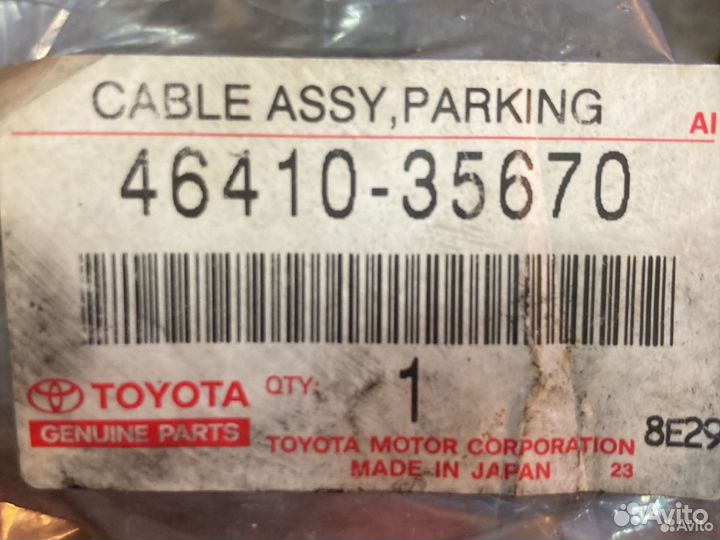 CABLE ASSY, PARKING
AI
46410-35670
TOYOTA QTY: 1
GENUINE PARTS
TOYOTA MOTOR CORPORATION 8E29
MADE IN JAPAN 23
Avito
Avito